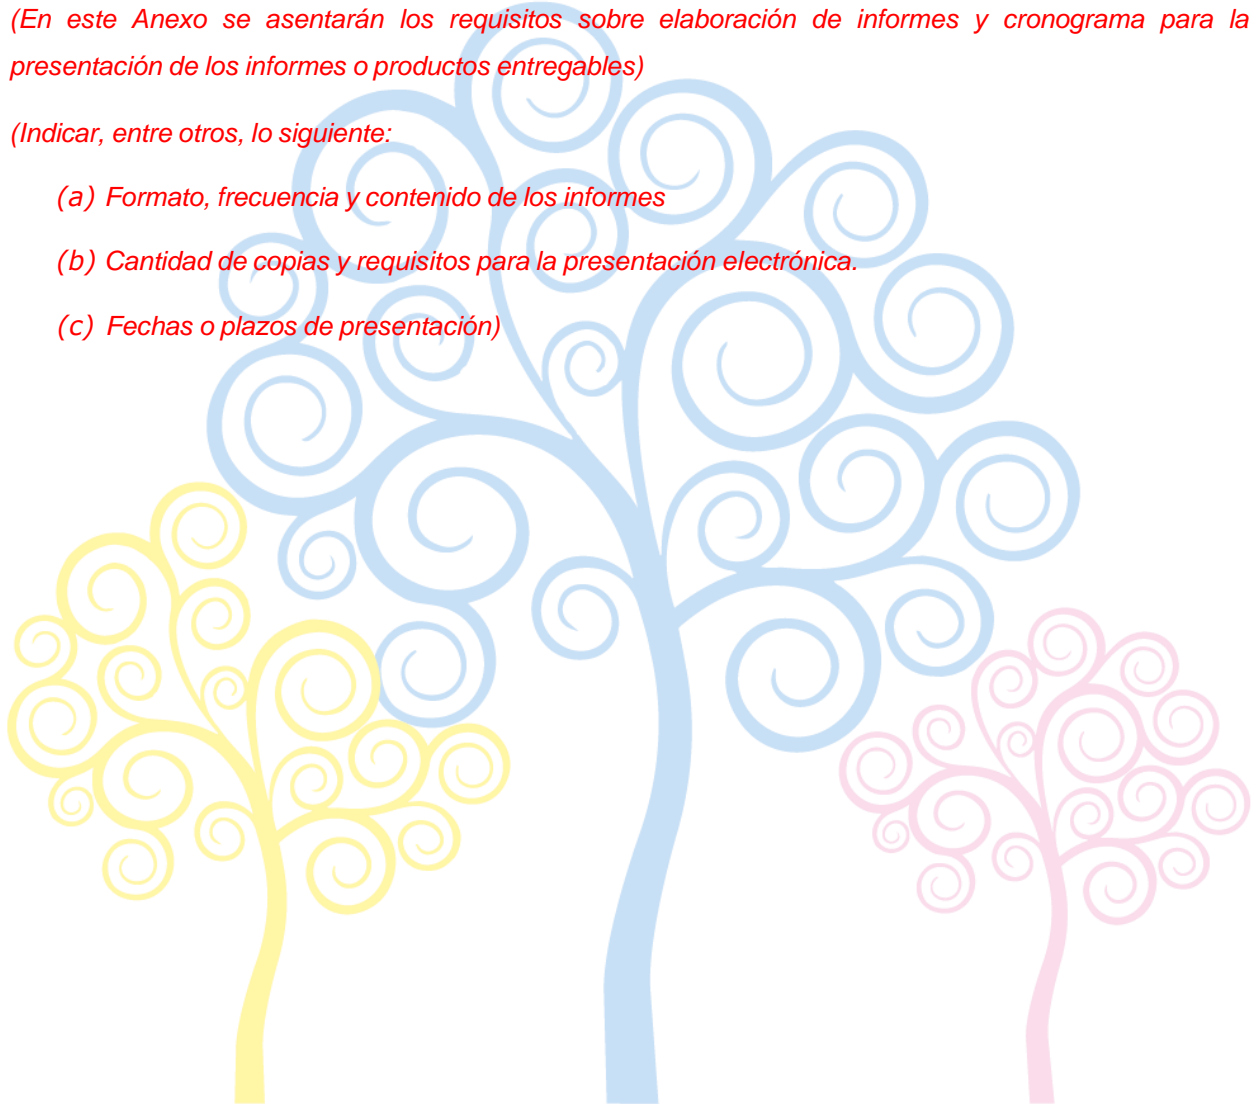 (En este Anexo se asentarán los requisitos sobre elaboración de informes y cronograma para la
presentación de los informes o productos entregables)
(Indicar, entre otros, lo siguiente:
(a) Formato, frecuencia y contenido de los informes
(b) Cantidad de copias y requisitos para la presentación electrónica.
(c) Fechas o plazos de presentación)